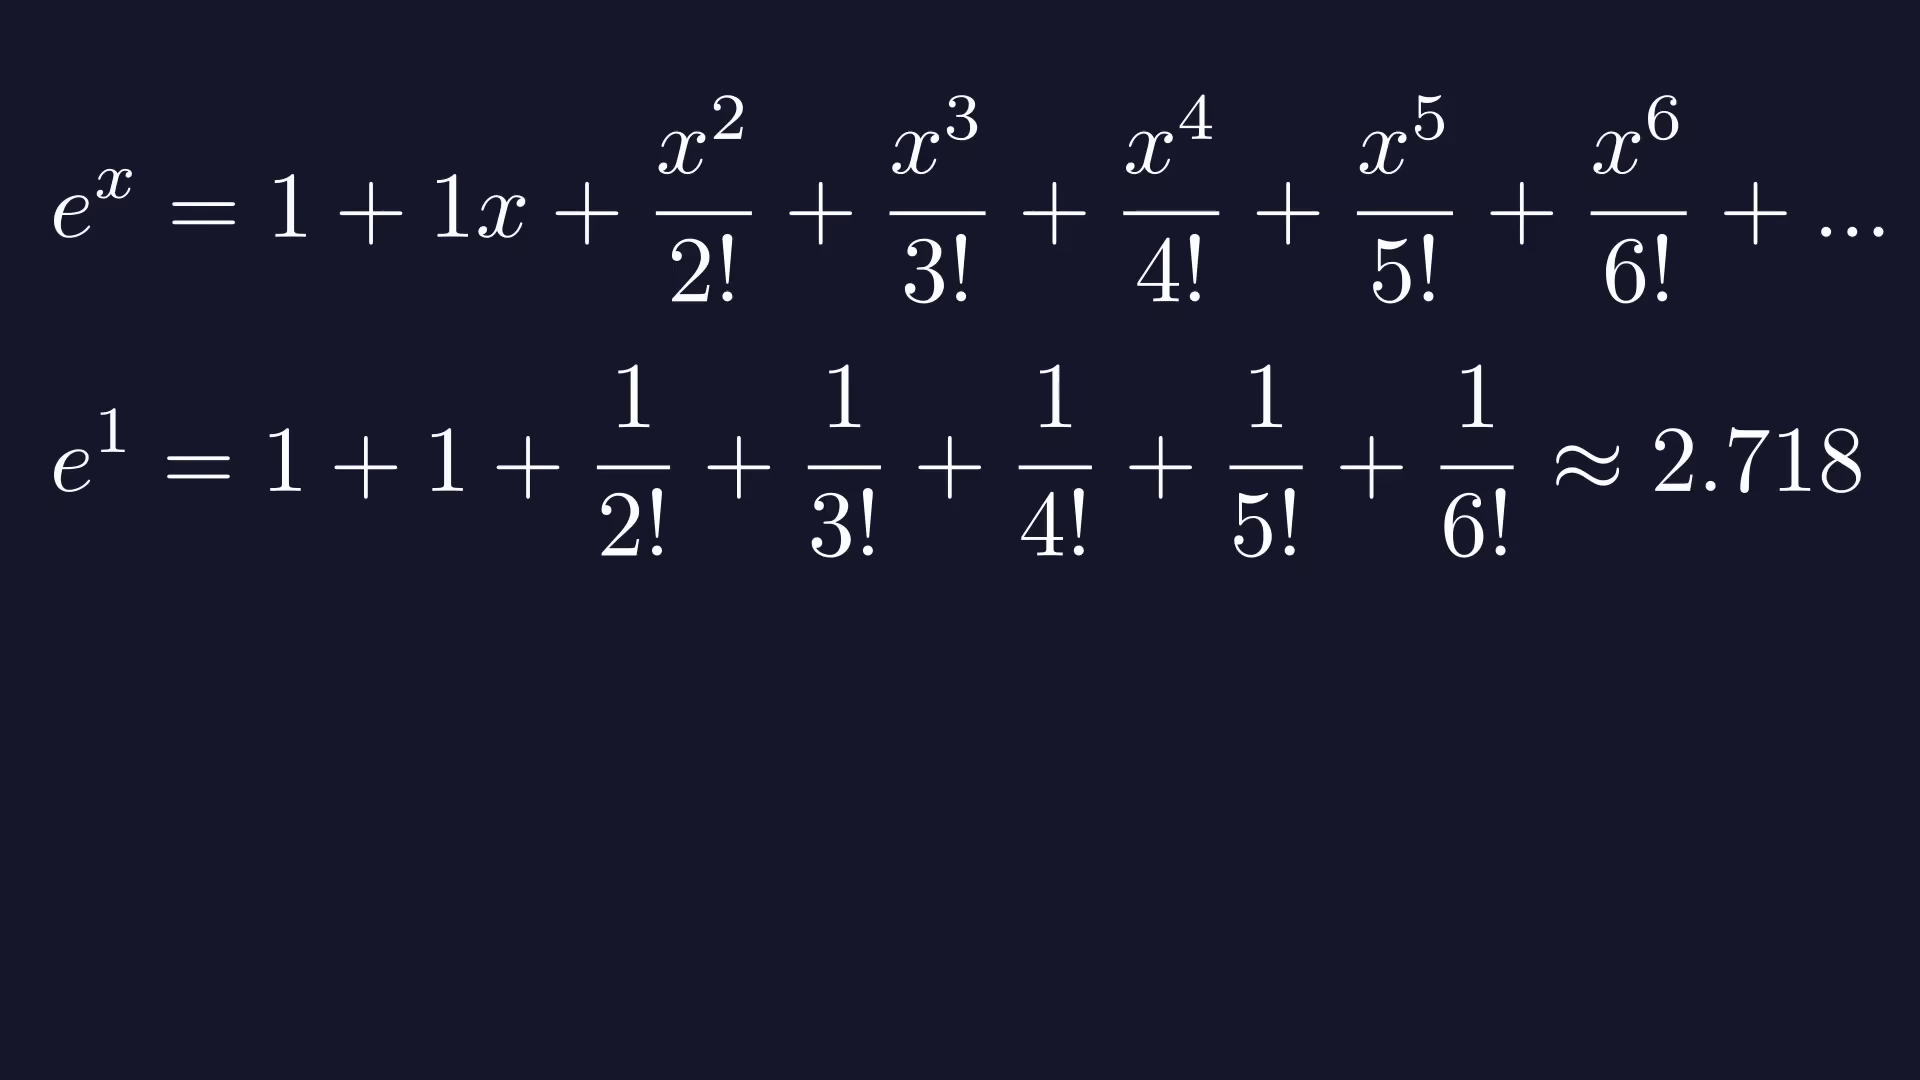 e^x = 1 + 1x + x^2/2! + x^3/3! + x^4/4! + x^5/5! + x^6/6! + ...
e^1 = 1 + 1 + 1/2! + 1/3! + 1/4! + 1/5! + 1/6! ≈ 2.718